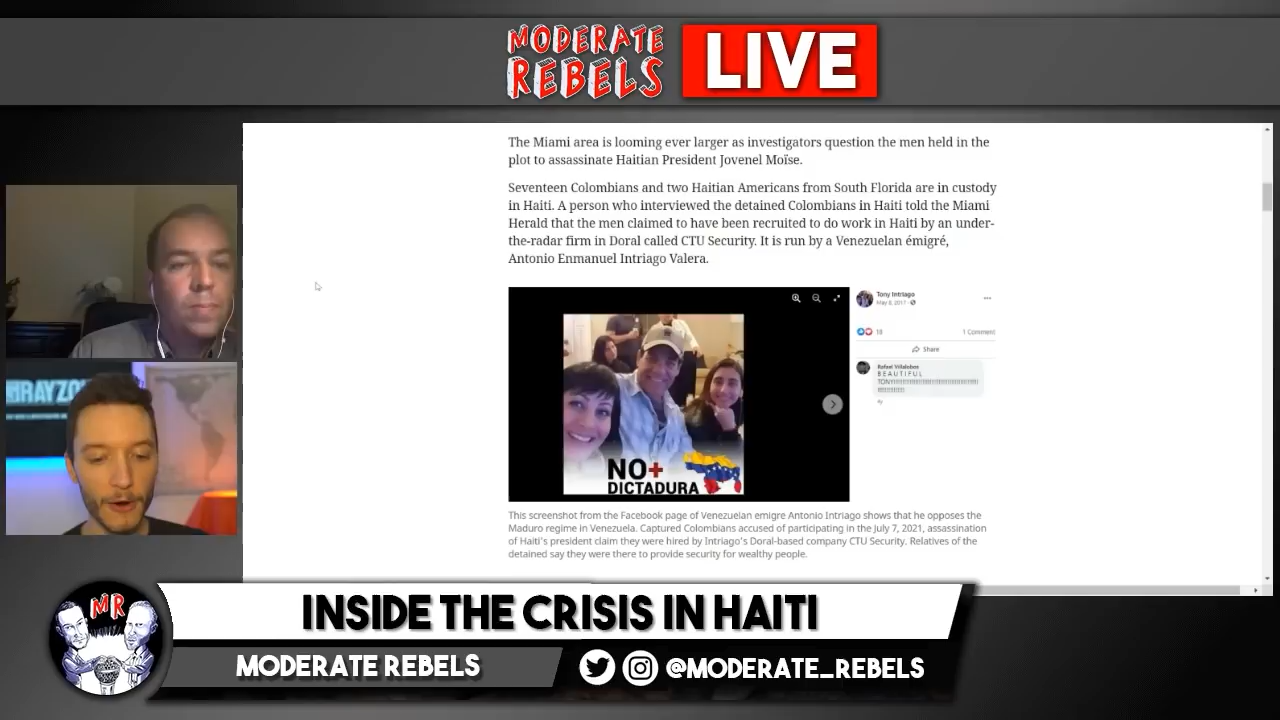 MODERATE
REBELS
LIVE
The Miami area is looming ever larger as investigators question the men held in the
plot to assassinate Haitian President Jovenel Moïse.
Seventeen Colombians and two Haitian Americans from South Florida are in custody
in Haiti. A person who interviewed the detained Colombians in Haiti told the Miami
Herald that the men claimed to have been recruited to do work in Haiti by an under-
the-radar firm in Doral called CTU Security. It is run by a Venezuelan émigré,
Antonio Enmanuel Intriago Valera.
Tony Intriago
May 8, 2017
18
1 Comment
Share
Rafael Villalobos
B E A U T I F U L
NO+
DICTADURA
This screenshot from the Facebook page of Venezuelan emigre Antonio Intriago shows that he opposes the
Maduro regime in Venezuela. Captured Colombians accused of participating in the July 7, 2021, assassination
of Haiti's president claim they were hired by Intriago's Doral-based company CTU Security. Relatives of the
detained say they were there to provide security for wealthy people.
MR
INSIDE THE CRISIS IN HAITI
MODERATE REBELS
@MODERATE_REBELS